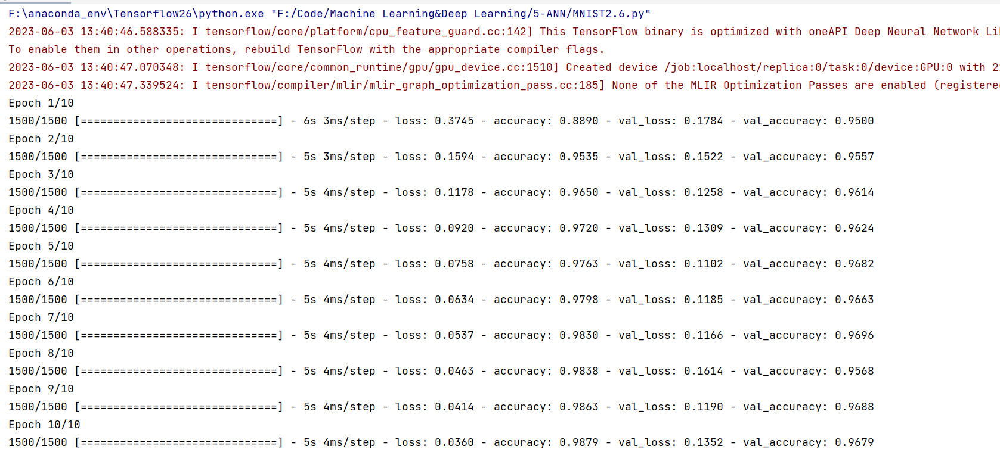 F:\anaconda_env\Tensorflow26\python.exe "F:/Code/Machine Learning&Deep Learning/5-ANN/MNIST2.6.py"
2023-06-03 13:40:46.588335: I tensorflow/core/platform/cpu_feature_guard.cc:142] This TensorFlow binary is optimized with oneAPI Deep Neural Network
To enable them in other operations, rebuild TensorFlow with the appropriate compiler flags.
2023-06-03 13:40:47.070348: I tensorflow/core/common_runtime/gpu/gpu_device.cc:1510] Created device /job:localhost/replica:0/task:0/device:GPU:0 with
2023-06-03 13:40:47.339524: I tensorflow/compiler/mlir/mlir_graph_optimization_pass.cc:185] None of the MLIR Optimization Passes are enabled (registered
Epoch 1/10
1500/1500 [==============================] - 6s 3ms/step - loss: 0.3745 - accuracy: 0.8890 - val_loss: 0.1784 - val_accuracy: 0.9500
Epoch 2/10
1500/1500 [==============================] - 5s 3ms/step - loss: 0.1594 - accuracy: 0.9535 - val_loss: 0.1522 - val_accuracy: 0.9557
Epoch 3/10
1500/1500 [==============================] - 5s 4ms/step - loss: 0.1178 - accuracy: 0.9650 - val_loss: 0.1258 - val_accuracy: 0.9614
Epoch 4/10
1500/1500 [==============================] - 5s 4ms/step - loss: 0.0920 - accuracy: 0.9720 - val_loss: 0.1309 - val_accuracy: 0.9624
Epoch 5/10
1500/1500 [==============================] - 5s 4ms/step - loss: 0.0758 - accuracy: 0.9763 - val_loss: 0.1102 - val_accuracy: 0.9682
Epoch 6/10
1500/1500 [==============================] - 5s 4ms/step - loss: 0.0634 - accuracy: 0.9798 - val_loss: 0.1185 - val_accuracy: 0.9663
Epoch 7/10
1500/1500 [==============================] - 5s 4ms/step - loss: 0.0537 - accuracy: 0.9830 - val_loss: 0.1166 - val_accuracy: 0.9696
Epoch 8/10
1500/1500 [==============================] - 5s 4ms/step - loss: 0.0463 - accuracy: 0.9838 - val_loss: 0.1614 - val_accuracy: 0.9568
Epoch 9/10
1500/1500 [==============================] - 5s 4ms/step - loss: 0.0414 - accuracy: 0.9863 - val_loss: 0.1190 - val_accuracy: 0.9688
Epoch 10/10
1500/1500 [==============================] - 5s 4ms/step - loss: 0.0360 - accuracy: 0.9879 - val_loss: 0.1352 - val_accuracy: 0.9679